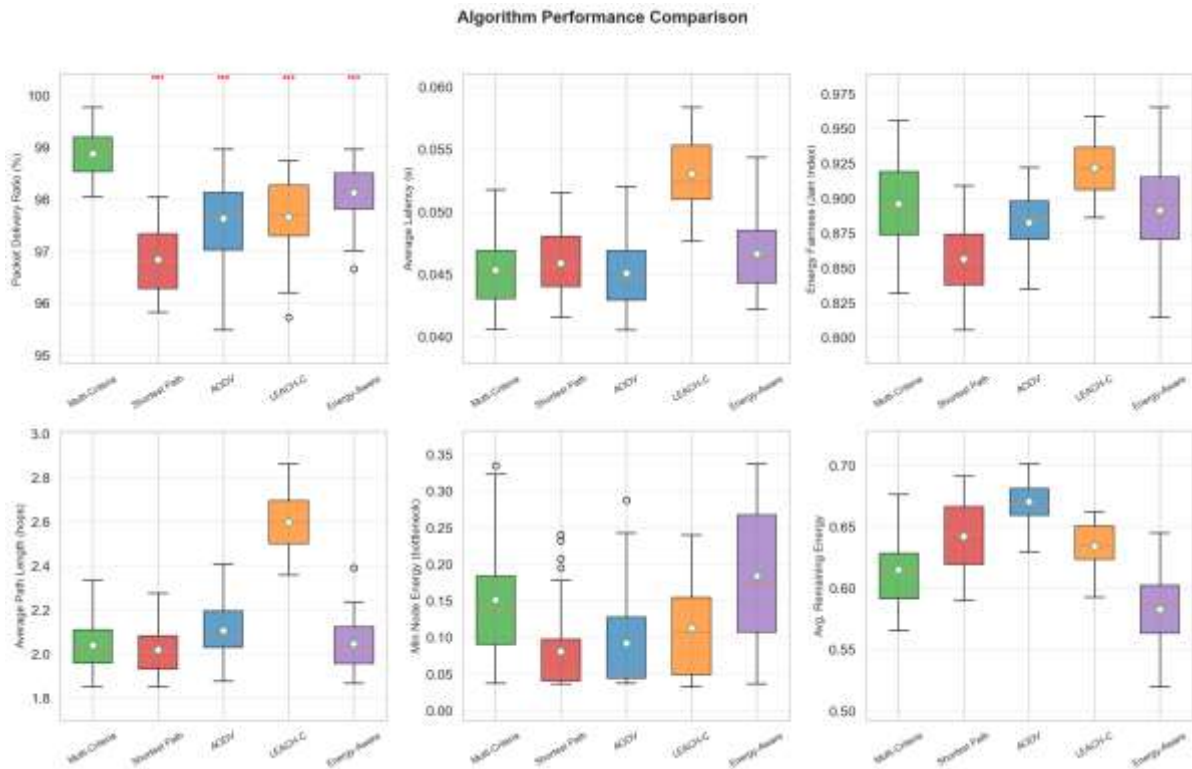 Algorithm Performance Comparison
Packet Delivery Ratio (%)
100
99
98
97
96
95
*** *** *** ***
Multi-Criteria Shortest Path AODV LEACH-C Energy-Aware
Average Latency (s)
0.060
0.055
0.050
0.045
0.040
Multi-Criteria Shortest Path AODV LEACH-C Energy-Aware
Energy Fairness (Jain Index)
0.975
0.950
0.925
0.900
0.875
0.850
0.825
0.800
Multi-Criteria Shortest Path AODV LEACH-C Energy-Aware
Average Path Length (hops)
3.0
2.8
2.6
2.4
2.2
2.0
1.8
Multi-Criteria Shortest Path AODV LEACH-C Energy-Aware
Min Node Energy (bottleneck)
0.35
0.30
0.25
0.20
0.15
0.10
0.05
0.00
Multi-Criteria Shortest Path AODV LEACH-C Energy-Aware
Avg. Remaining Energy
0.70
0.65
0.60
0.55
0.50
Multi-Criteria Shortest Path AODV LEACH-C Energy-Aware